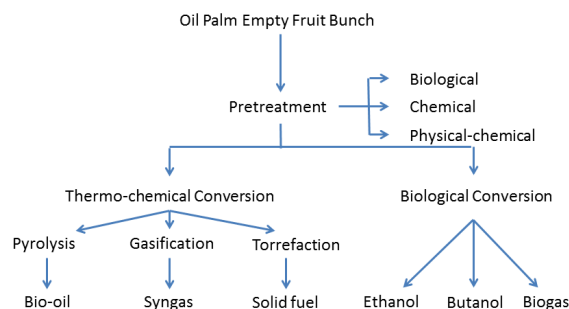 Oil Palm Empty Fruit Bunch
Biological
Pretreatment
Chemical
Physical-chemical
Thermo-chemical Conversion
Biological Conversion
Pyrolysis
Gasification
Torrefaction
Bio-oil
Syngas
Solid fuel
Ethanol
Butanol
Biogas